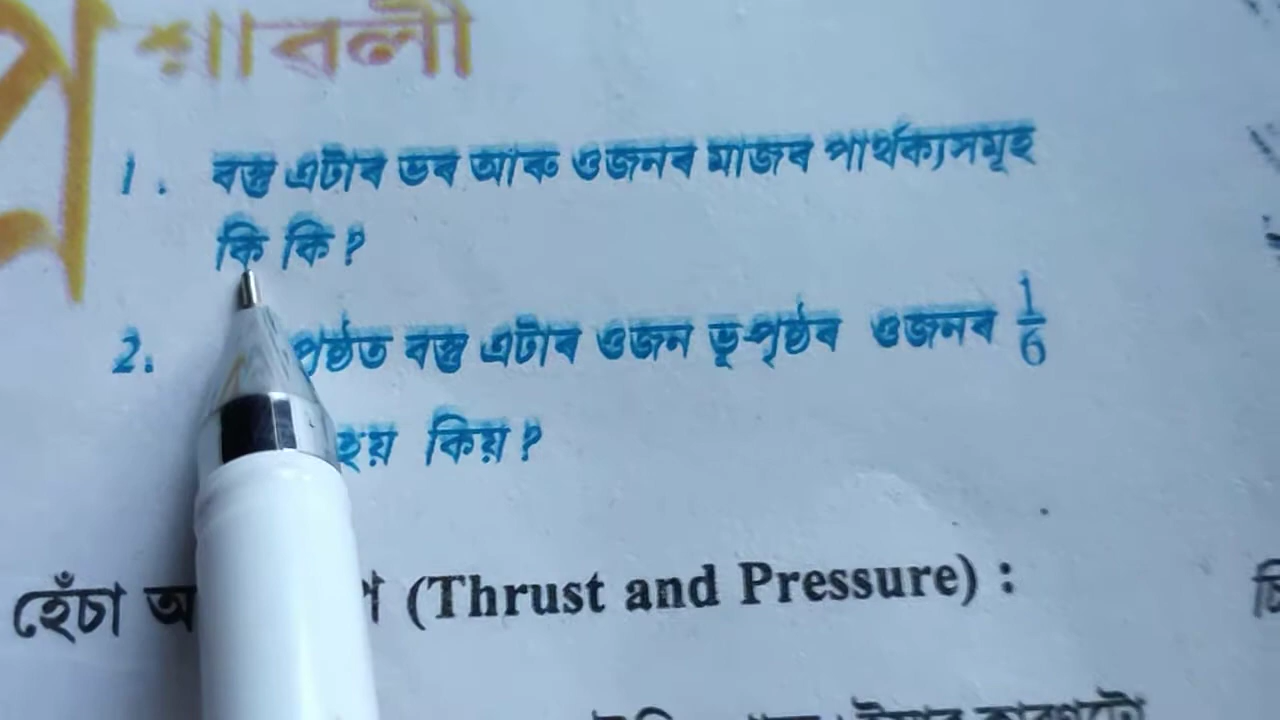 প্ৰশ্নাৱলী
1. বস্তু এটাৰ ভৰ আৰু ওজনৰ মাজৰ পাৰ্থক্যসমূহ
কি কি?
2. পৃষ্ঠত বস্তু এটাৰ ওজন ভূ-পৃষ্ঠৰ ওজনৰ 1/6
হয় কিয়?
হেঁচা (Thrust and Pressure) :